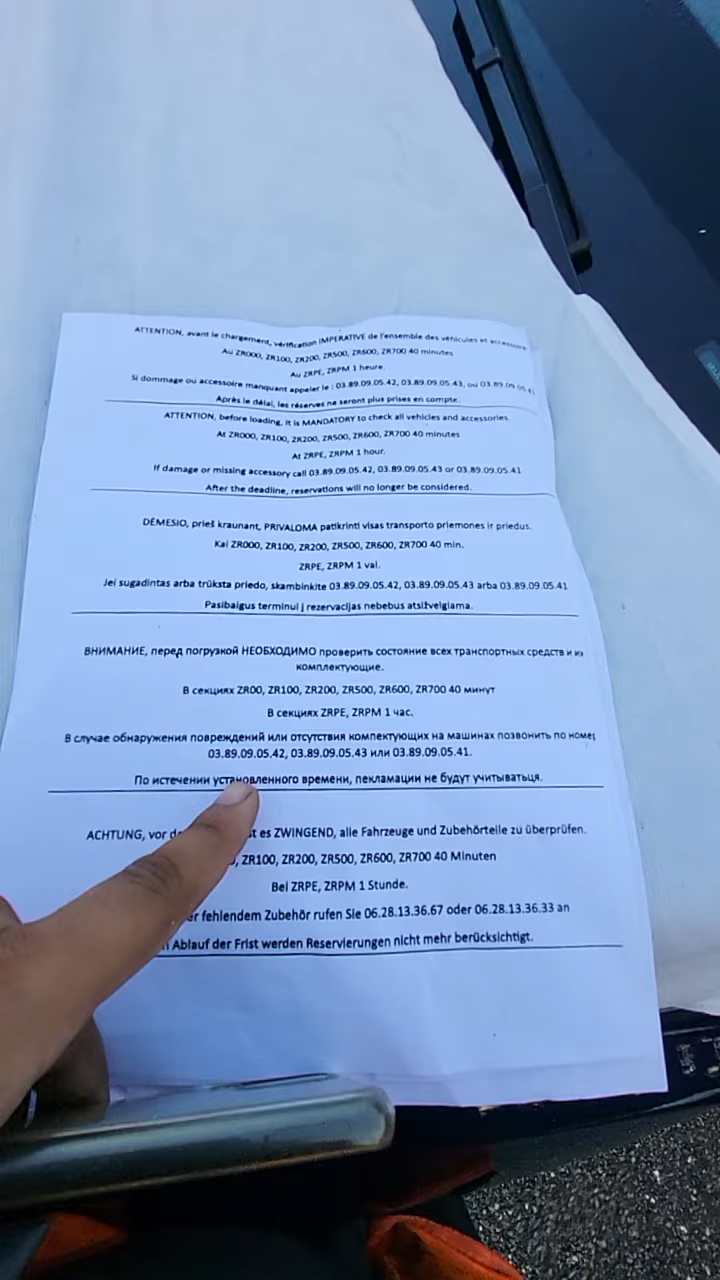 ATTENTION, avant le chargement, vérification IMPERATIVE de l'ensemble des véhicules et accessoire
Au ZR000, ZR100, ZR200, ZR500, ZR600, ZR700 40 minutes
Au ZRPE, ZRPM 1 heure.
Si dommage ou accessoire manquant appeler le : 03.89.09.05.42, 03.89.09.05.43, ou 03.89.09.05.41
Après le délai, les réserves ne seront plus prises en compte.
ATTENTION, before loading, it is MANDATORY to check all vehicles and accessories.
At ZR000, ZR100, ZR200, ZR500, ZR600, ZR700 40 minutes
At ZRPE, ZRPM 1 hour.
If damage or missing accessory call 03.89.09.05.42, 03.89.09.05.43 or 03.89.09.05.41
After the deadline, reservations will no longer be considered.
DĖMESIO, prieš kraunant, PRIVALOMA patikrinti visas transporto priemones ir priedus.
Kai ZR000, ZR100, ZR200, ZR500, ZR600, ZR700 40 min.
ZRPE, ZRPM 1 val.
Jei sugadintas arba trūksta priedo, skambinkite 03.89.09.05.42, 03.89.09.05.43 arba 03.89.09.05.41
Pasibaigus terminui į rezervacijas nebebus atsižvelgiama.
ВНИМАНИЕ, перед погрузкой НЕОБХОДИМО проверить состояние всех транспортных средств и их
комплектующие.
В секциях ZR00, ZR100, ZR200, ZR500, ZR600, ZR700 40 минут
В секциях ZRPE, ZRPM 1 час.
В случае обнаружения повреждений или отсутствия компектующих на машинах позвонить по номер
03.89.09.05.42, 03.89.09.05.43 или 03.89.09.05.41.
По истечении установленного времени, пекламации не будут учитыватьця.
ACHTUNG, vor es ZWINGEND, alle Fahrzeuge und Zubehörteile zu überprüfen.
, ZR100, ZR200, ZR500, ZR600, ZR700 40 Minuten
Bei ZRPE, ZRPM 1 Stunde.
fehlendem Zubehör rufen Sie 06.28.13.36.67 oder 06.28.13.36.33 an
Ablauf der Frist werden Reservierungen nicht mehr berücksichtigt.